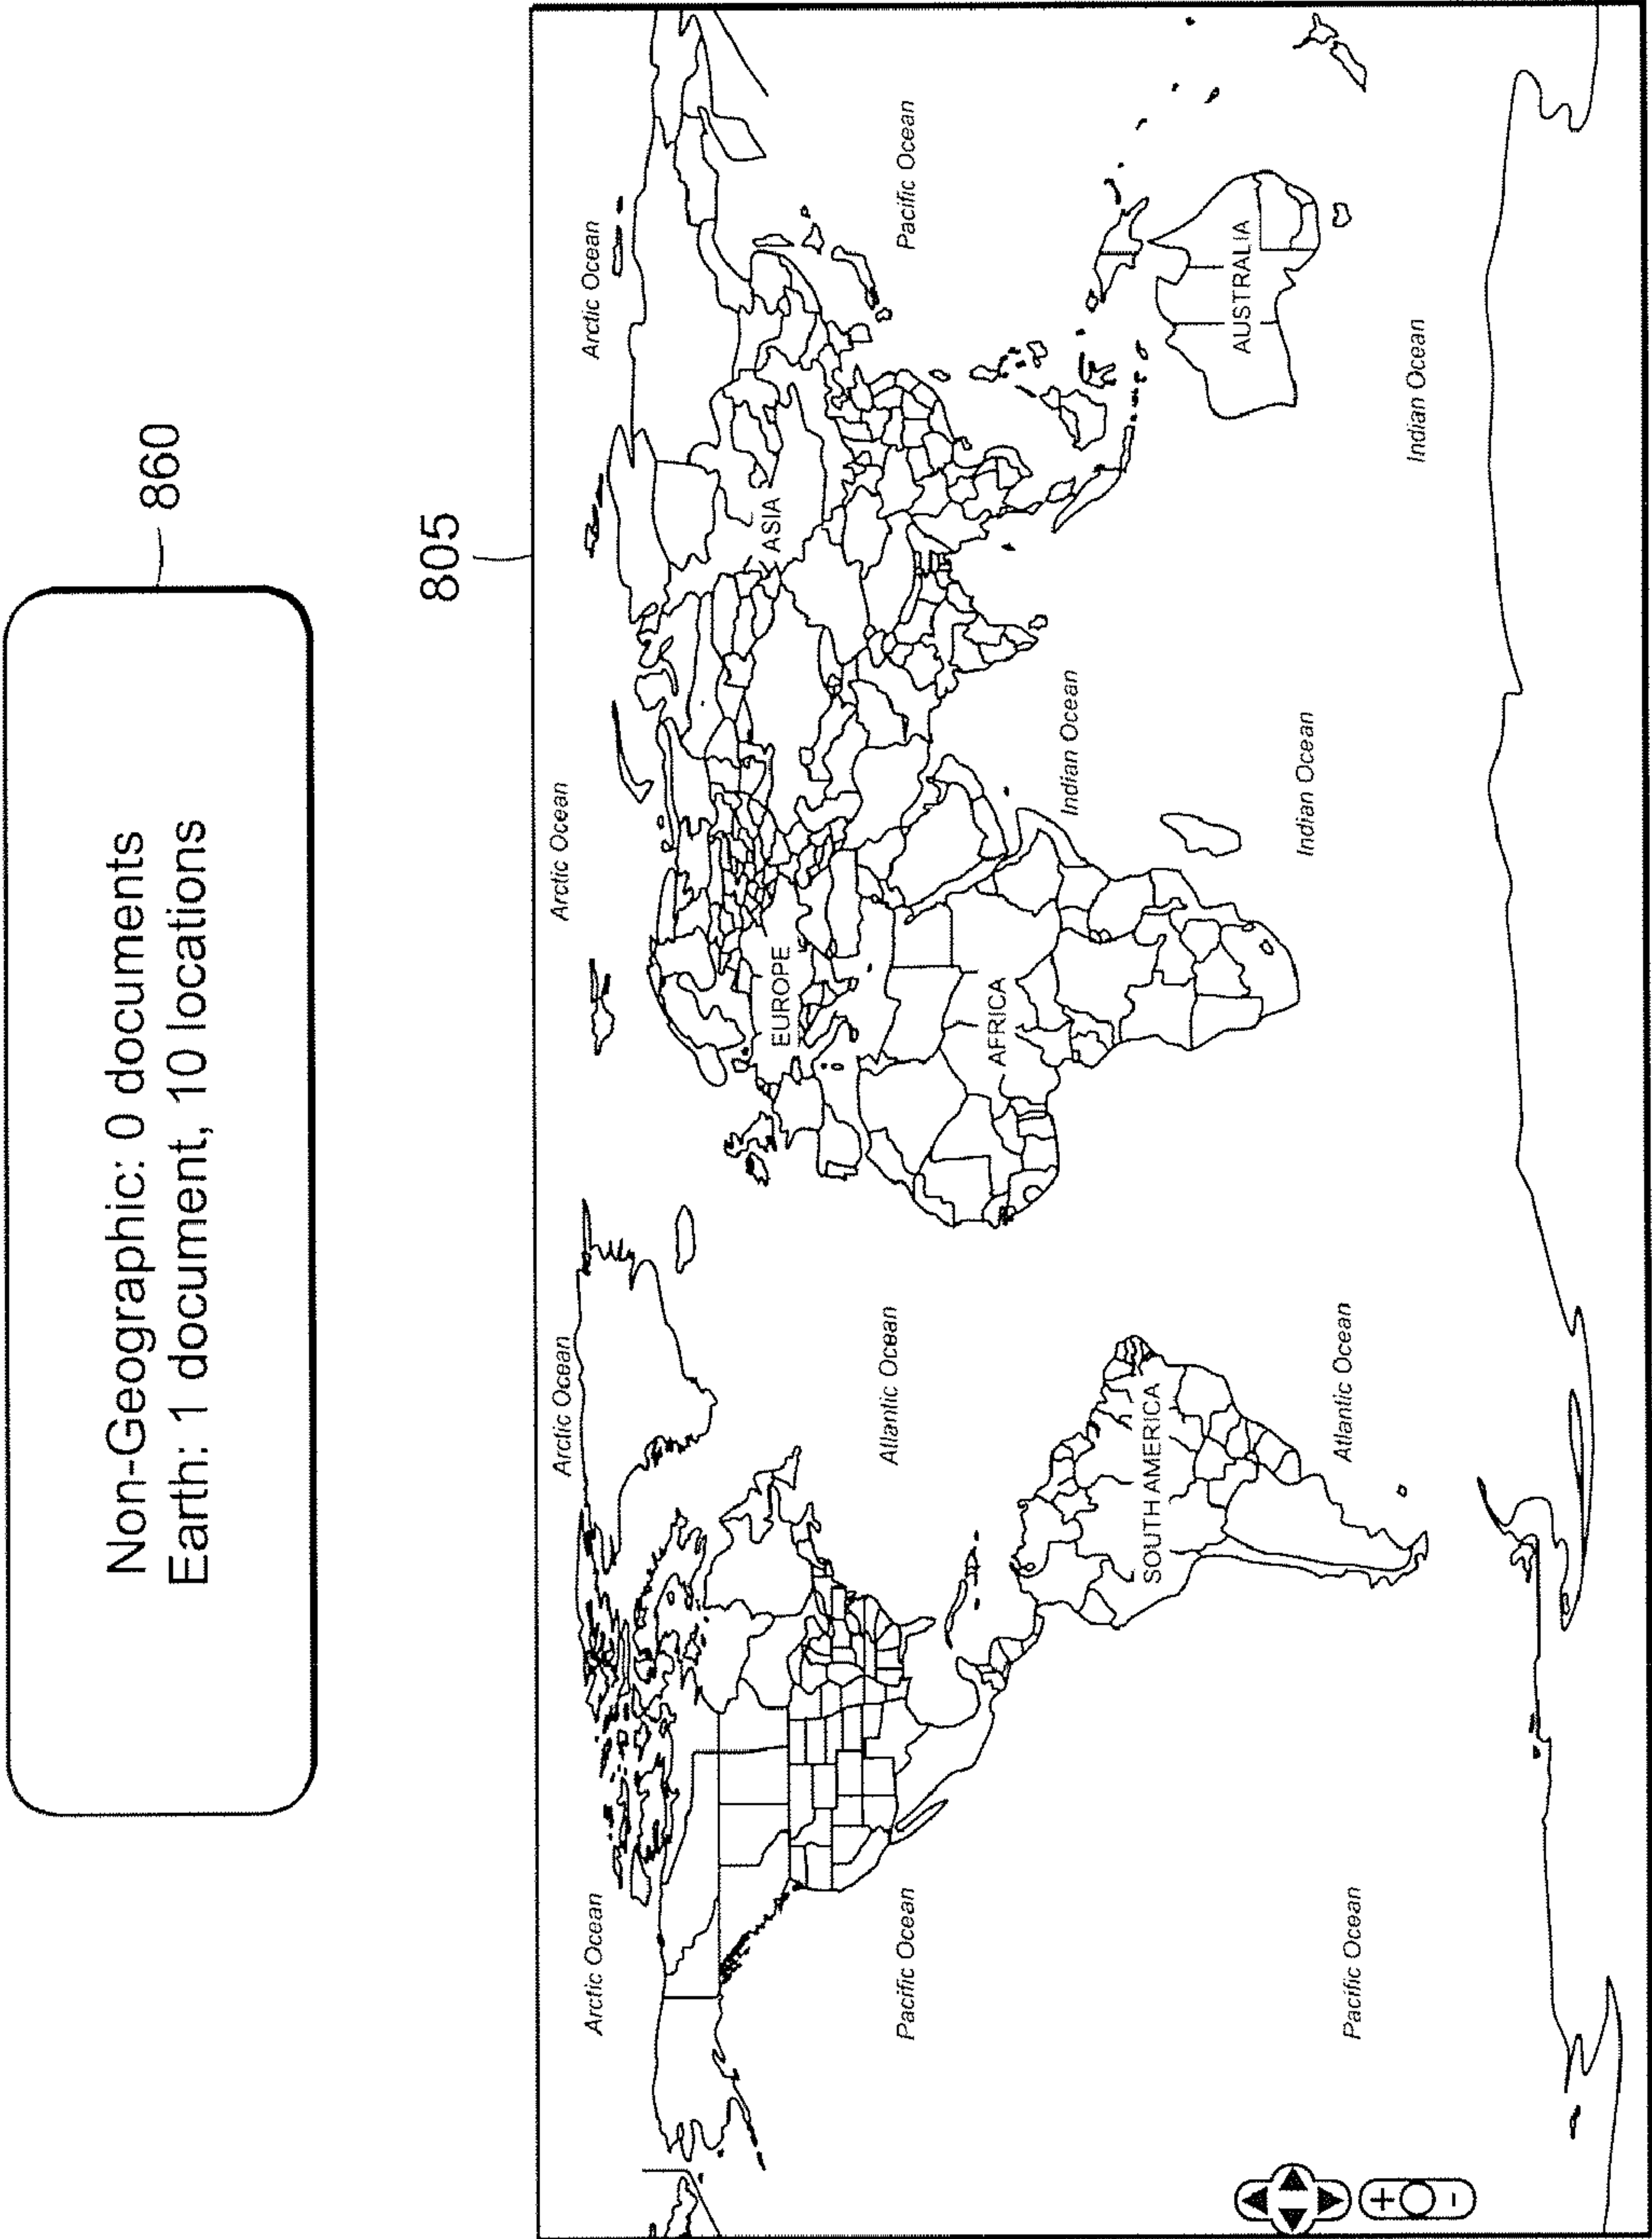 Non-Geographic: 0 documents
Earth: 1 document, 10 locations
860
805
Arctic Ocean
Arctic Ocean
Arctic Ocean
Arctic Ocean
EUROPE
ASIA
Pacific Ocean
Atlantic Ocean
Pacific Ocean
AFRICA
Indian Ocean
SOUTH AMERICA
AUSTRALIA
Indian Ocean
Pacific Ocean
Atlantic Ocean
Indian Ocean
+
-